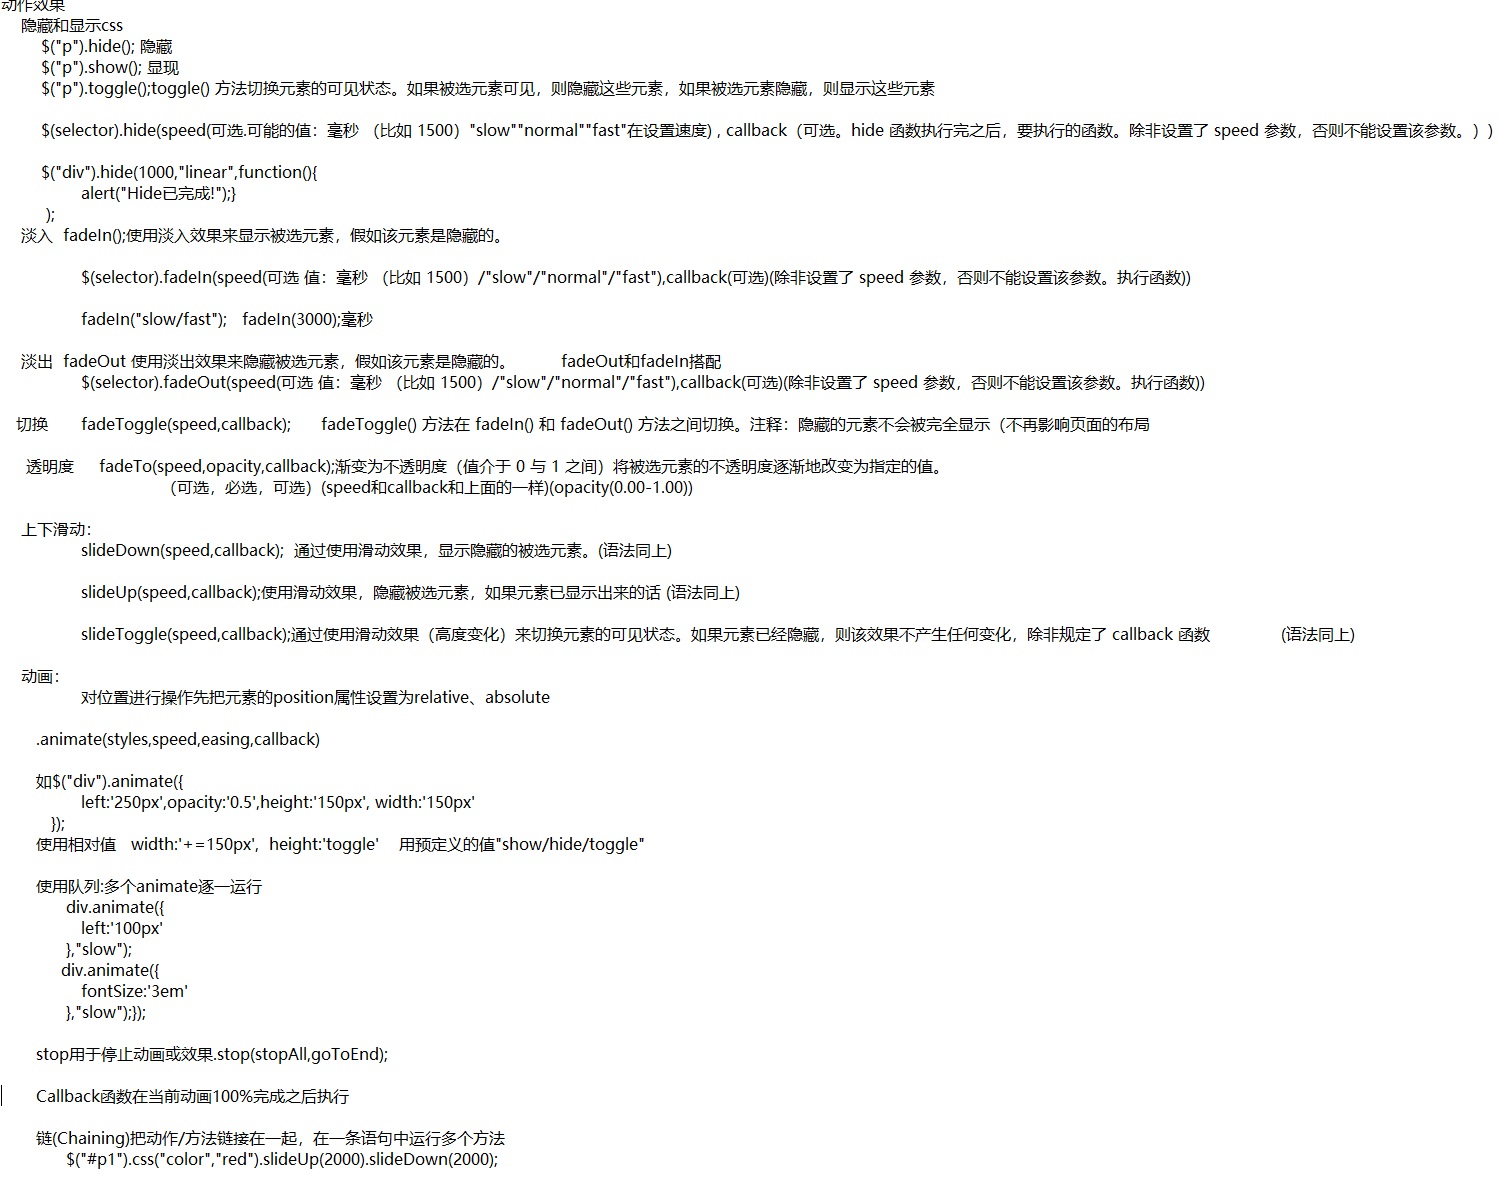 动作效果
隐藏和显示css
$("p").hide(); 隐藏
$("p").show(); 显现
$("p").toggle();toggle() 方法切换元素的可见状态。如果被选元素可见，则隐藏这些元素，如果被选元素隐藏，则显示这些元素
$(selector).hide(speed(可选.可能的值：毫秒 （比如 1500）"slow""normal""fast"在设置速度) , callback（可选。hide 函数执行完之后，要执行的函数。除非设置了 speed 参数，否则不能设置该参数。））
$("div").hide(1000,"linear",function(){
alert("Hide已完成!");}
);
淡入 fadeIn();使用淡入效果来显示被选元素，假如该元素是隐藏的。
$(selector).fadeIn(speed(可选 值：毫秒 （比如 1500）/"slow"/"normal"/"fast"),callback(可选)(除非设置了 speed 参数，否则不能设置该参数。执行函数))
fadeIn("slow/fast"); fadeIn(3000);毫秒
淡出 fadeOut 使用淡出效果来隐藏被选元素，假如该元素是隐藏的。 fadeOut和fadeIn搭配
$(selector).fadeOut(speed(可选 值：毫秒 （比如 1500）/"slow"/"normal"/"fast"),callback(可选)(除非设置了 speed 参数，否则不能设置该参数。执行函数))
切换 fadeToggle(speed,callback); fadeToggle() 方法在 fadeIn() 和 fadeOut() 方法之间切换。注释：隐藏的元素不会被完全显示（不再影响页面的布局
透明度 fadeTo(speed,opacity,callback);渐变为不透明度（值介于 0 与 1 之间）将被选元素的不透明度逐渐地改变为指定的值。
（可选，必选，可选）(speed和callback和上面的一样)(opacity(0.00-1.00))
上下滑动：
slideDown(speed,callback); 通过使用滑动效果，显示隐藏的被选元素。(语法同上)
slideUp(speed,callback);使用滑动效果，隐藏被选元素，如果元素已显示出来的话 (语法同上)
slideToggle(speed,callback);通过使用滑动效果（高度变化）来切换元素的可见状态。如果元素已经隐藏，则该效果不产生任何变化，除非规定了 callback 函数 (语法同上)
动画：
对位置进行操作先把元素的position属性设置为relative、absolute
.animate(styles,speed,easing,callback)
如$("div").animate({
left:'250px',opacity:'0.5',height:'150px', width:'150px'
});
使用相对值 width:'+=150px'，height:'toggle' 用预定义的值"show/hide/toggle"
使用队列:多个animate逐一运行
div.animate({
left:'100px'
},"slow");
div.animate({
fontSize:'3em'
},"slow");});
stop用于停止动画或效果.stop(stopAll,goToEnd);
Callback函数在当前动画100%完成之后执行
链(Chaining)把动作/方法链接在一起，在一条语句中运行多个方法
$("#p1").css("color","red").slideUp(2000).slideDown(2000);